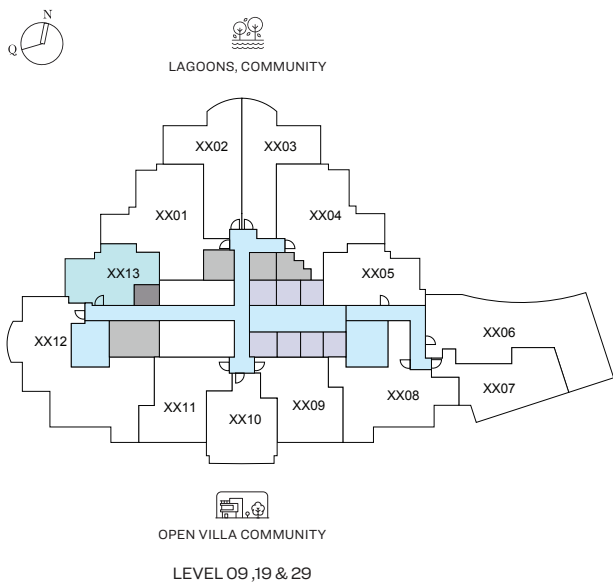 N
Q
LAGOONS, COMMUNITY
XX02 XX03
XX01 XX04
XX13 XX05
XX12 XX06
XX11 XX10 XX09 XX08 XX07
OPEN VILLA COMMUNITY
LEVEL 09 ,19 & 29